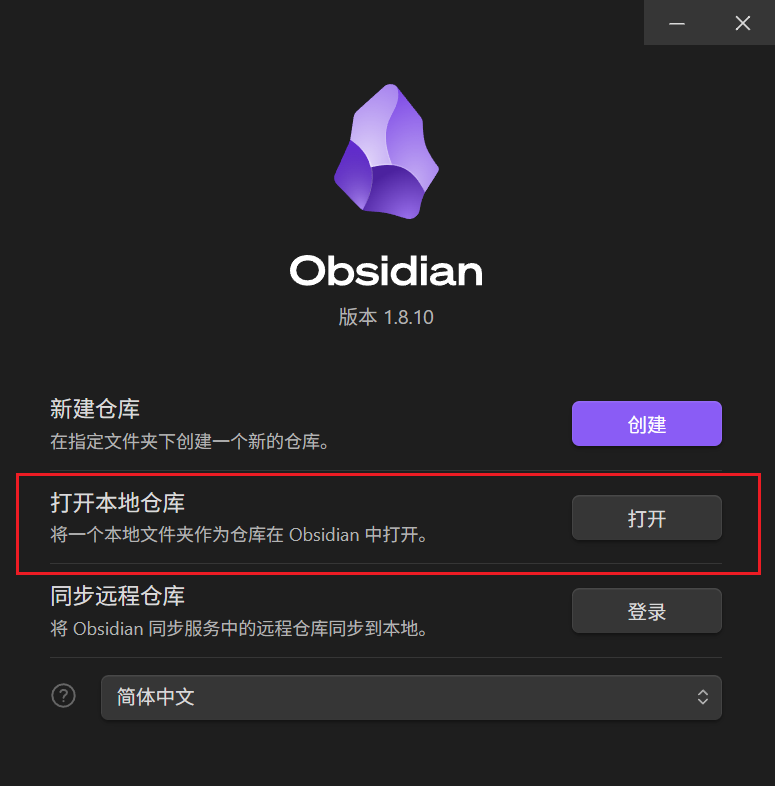 Obsidian
版本 1.8.10
新建仓库
在指定文件夹下创建一个新的仓库。
创建
打开本地仓库
将一个本地文件夹作为仓库在 Obsidian 中打开。
打开
同步远程仓库
将 Obsidian 同步服务中的远程仓库同步到本地。
登录
?
简体中文